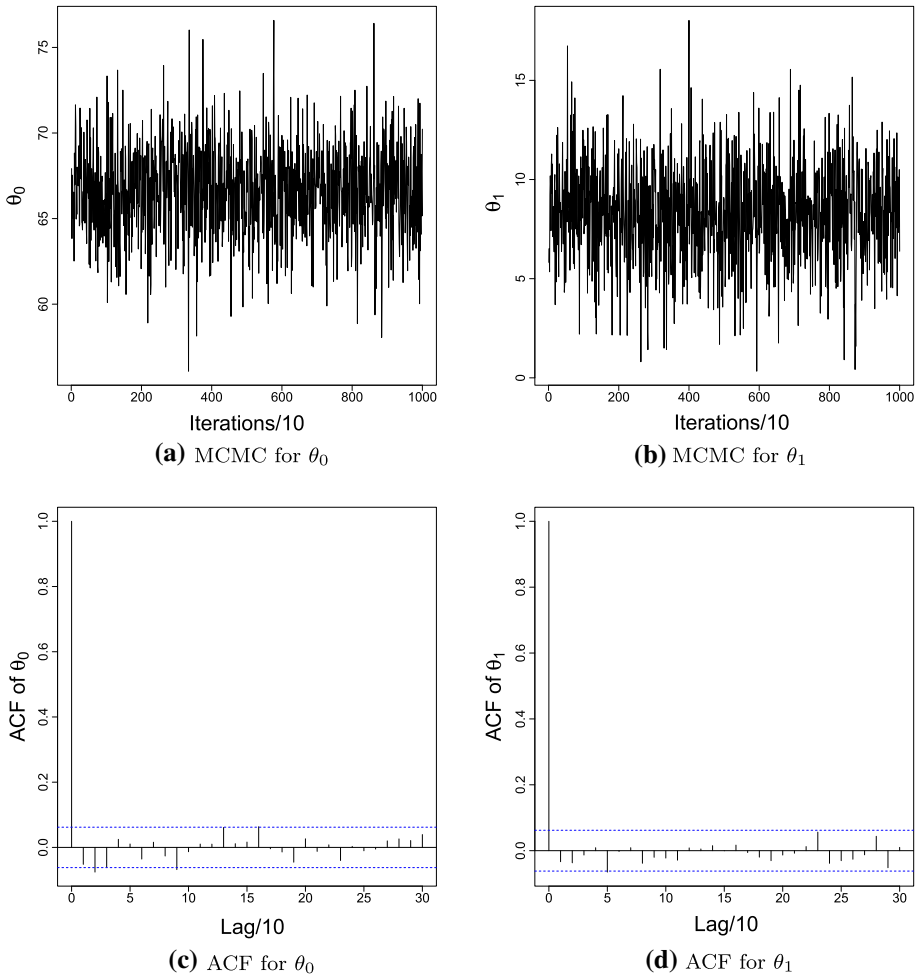 75
70
65
60
θ0
0 200 400 600 800 1000
Iterations/10
(a) MCMC for θ0
15
10
5
0
θ1
0 200 400 600 800 1000
Iterations/10
(b) MCMC for θ1
1.0
0.8
0.6
0.4
0.2
0.0
ACF of θ0
0 5 10 15 20 25 30
Lag/10
(c) ACF for θ0
1.0
0.8
0.6
0.4
0.2
0.0
ACF of θ1
0 5 10 15 20 25 30
Lag/10
(d) ACF for θ1